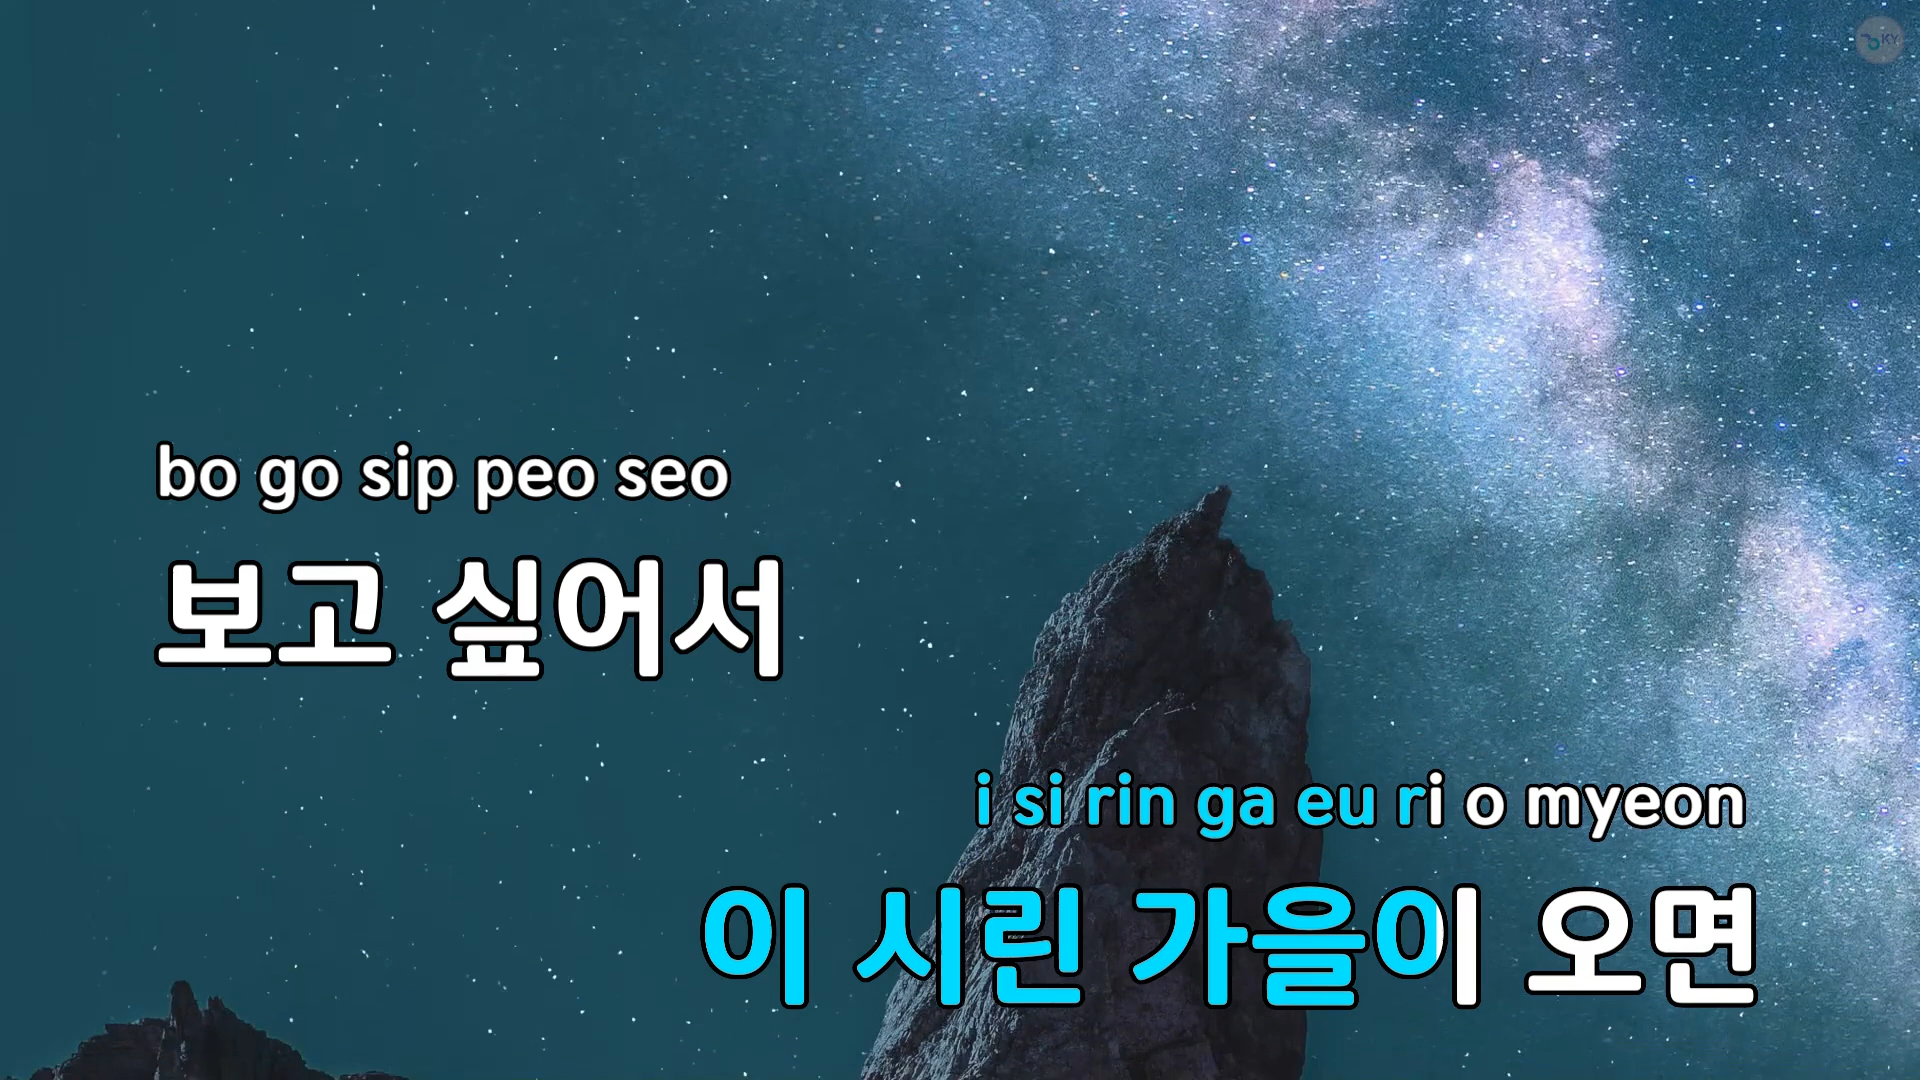 KY
bo go sip peo seo
보고 싶어서
i si rin ga eu ri o myeon
이 시린 가을이 오면